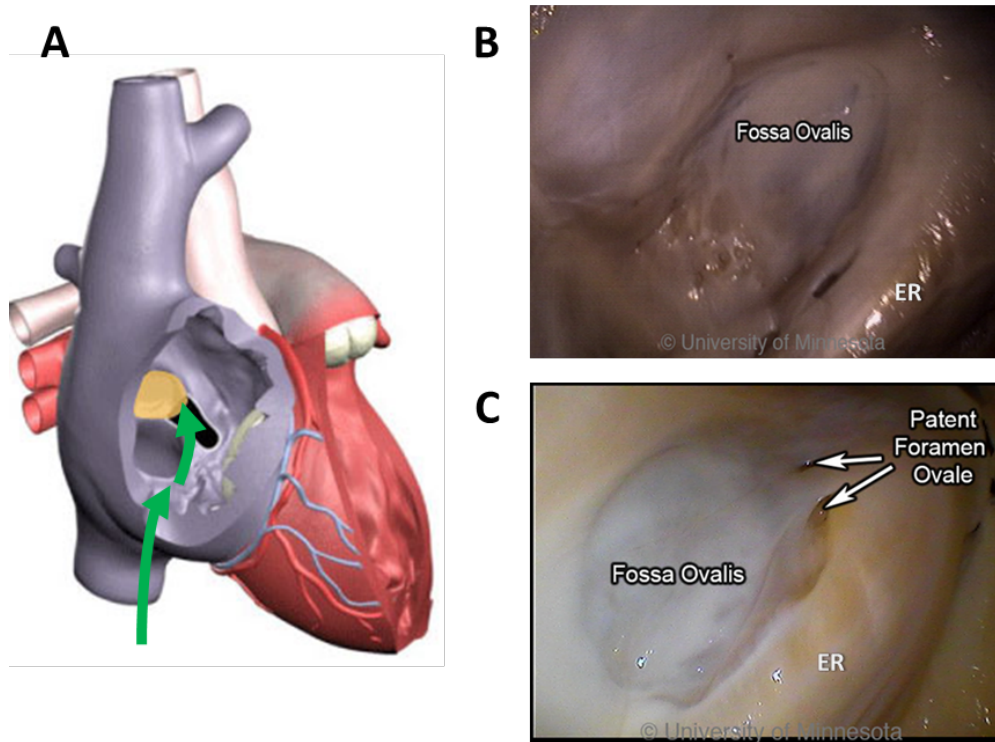 A
B
Fossa Ovalis
ER
© University of Minnesota
C
Patent
Foramen
Ovale
Fossa Ovalis
ER
© University of Minnesota